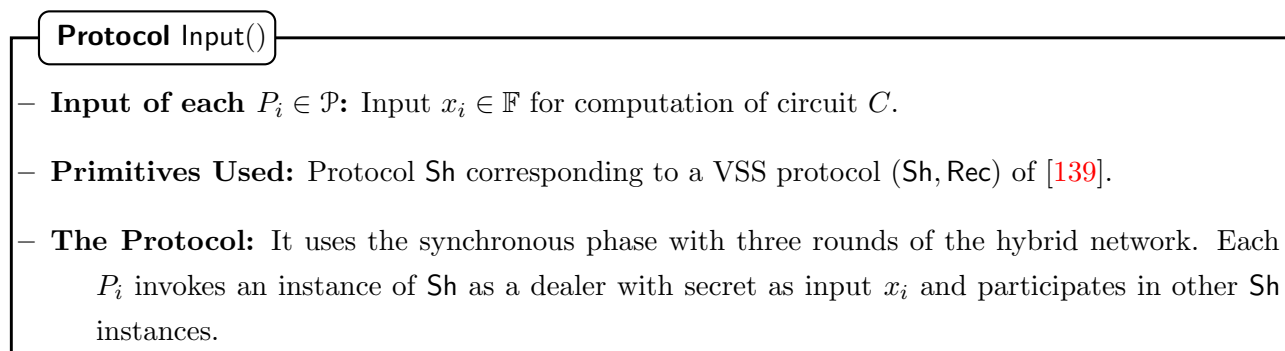 Protocol Input()
– Input of each P_i ∈ 𝒫: Input x_i ∈ 𝔽 for computation of circuit C.
– Primitives Used: Protocol Sh corresponding to a VSS protocol (Sh, Rec) of [139].
– The Protocol: It uses the synchronous phase with three rounds of the hybrid network. Each
P_i invokes an instance of Sh as a dealer with secret as input x_i and participates in other Sh
instances.